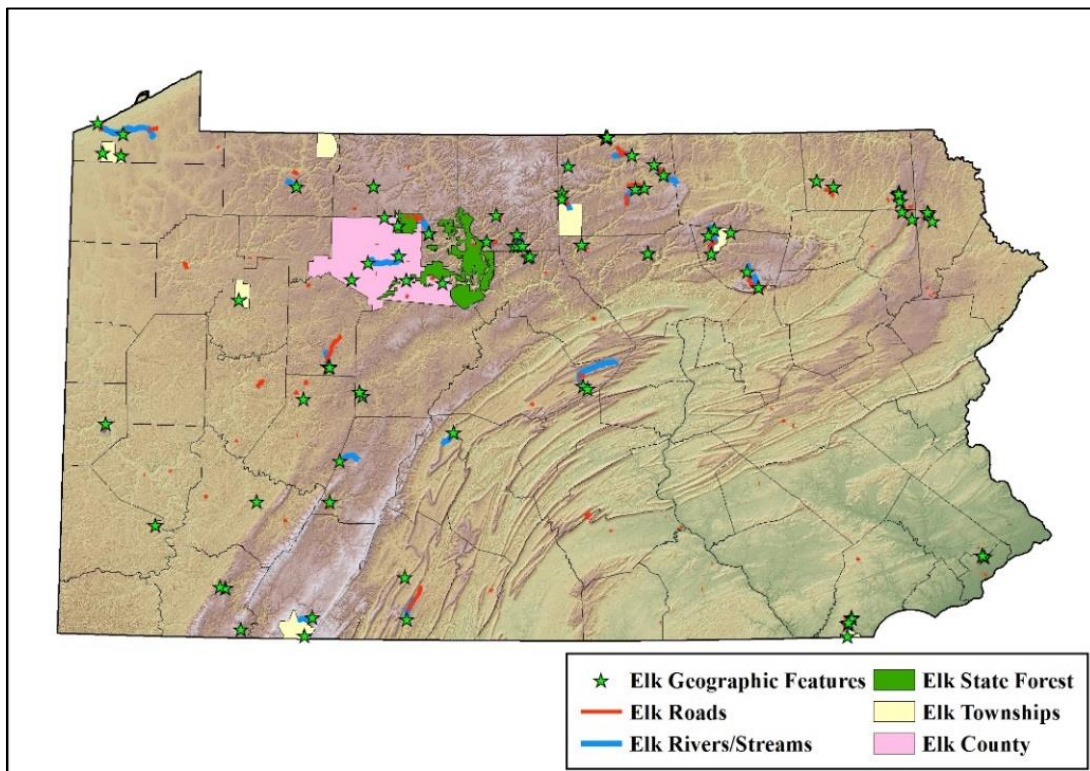 Elk Geographic Features
Elk Roads
Elk Rivers/Streams
Elk State Forest
Elk Townships
Elk County